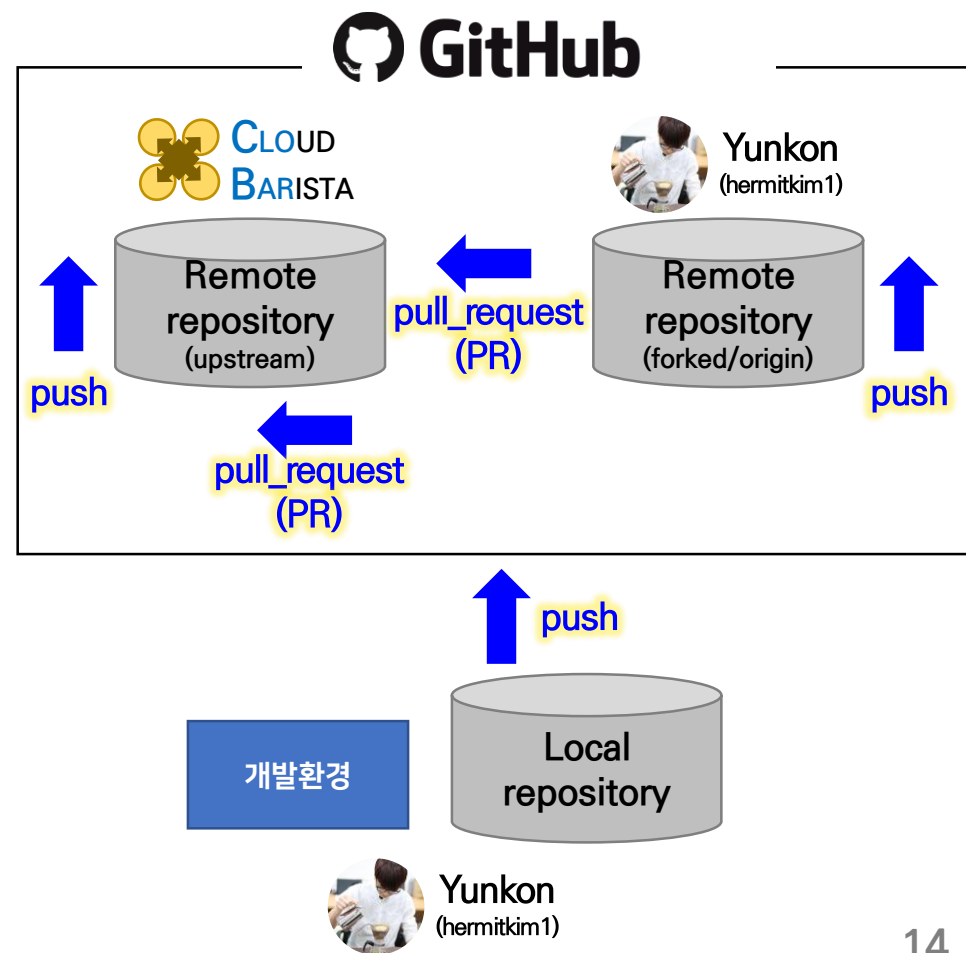 GitHub
CLOUD
BARISTA
Yunkon
(hermitkim1)
Remote
repository
(upstream)
pull_request
(PR)
Remote
repository
(forked/origin)
push
push
pull_request
(PR)
push
개발환경
Local
repository
Yunkon
(hermitkim1)
14